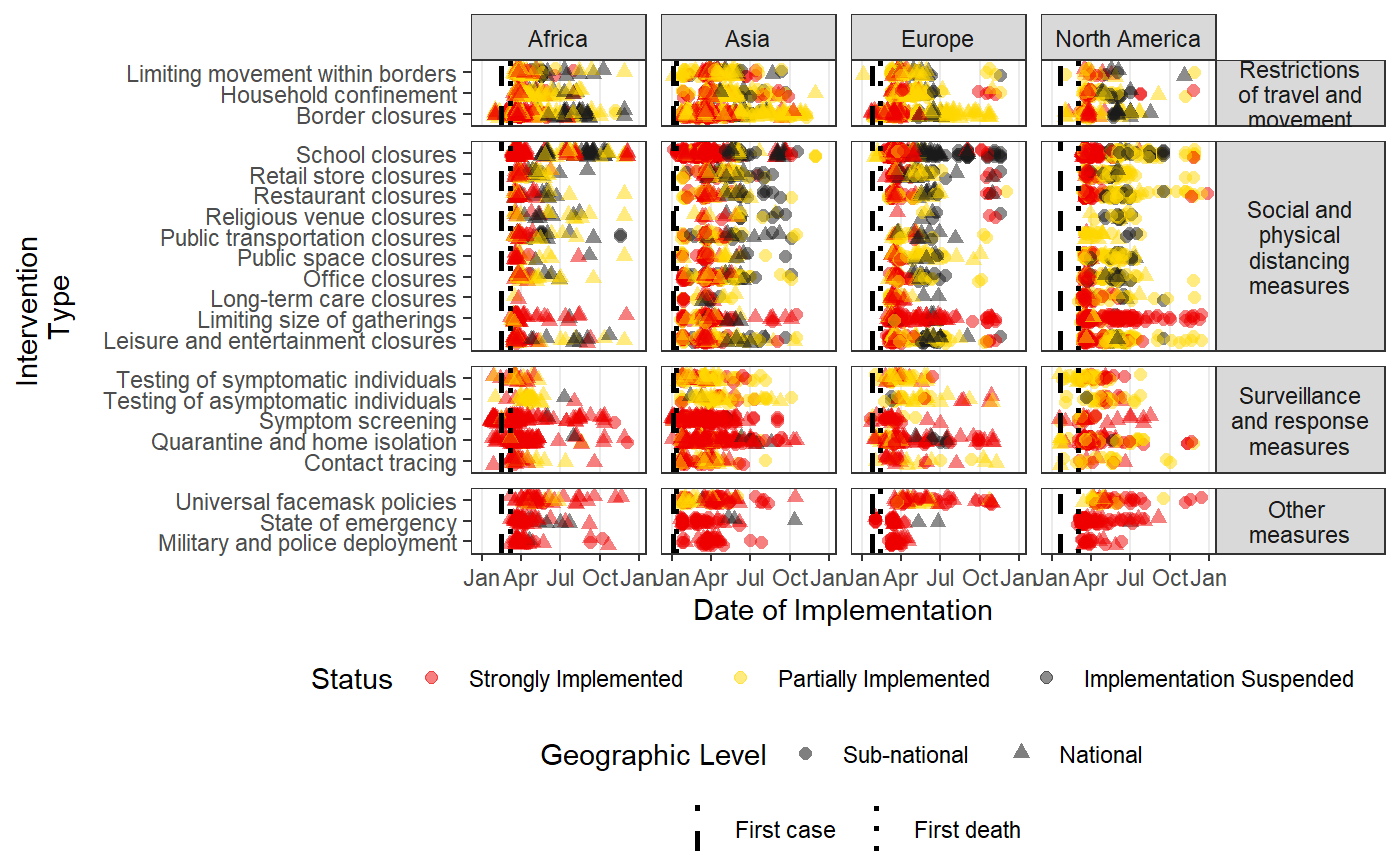 Africa
Asia
Europe
North America
Limiting movement within borders
Household confinement
Border closures
Restrictions
of travel and
movement
School closures
Retail store closures
Restaurant closures
Religious venue closures
Public transportation closures
Public space closures
Office closures
Long-term care closures
Limiting size of gatherings
Leisure and entertainment closures
Social and
physical
distancing
measures
Testing of symptomatic individuals
Testing of asymptomatic individuals
Symptom screening
Quarantine and home isolation
Contact tracing
Surveillance
and response
measures
Universal facemask policies
State of emergency
Military and police deployment
Other
measures
Intervention
Type
Jan Apr Jul Oct Jan
Jan Apr Jul Oct Jan
Jan Apr Jul Oct Jan
Jan Apr Jul Oct Jan
Date of Implementation
Status Strongly Implemented Partially Implemented Implementation Suspended
Geographic Level Sub-national National
First case First death